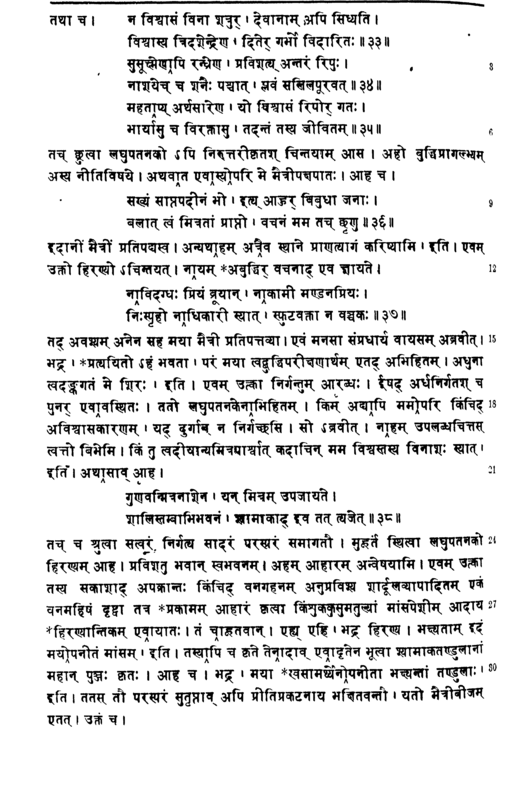 तथा च। न विश्वासं विना शत्रुर्। देवानाम् अपि सिध्यति।
विश्वास्य त्रिदशेन्द्रेण। दितेर् गर्भो विदारितः॥३३॥
सुसूक्ष्मेणापि रन्ध्रेण। प्रविश्यत्य् अन्तरं रिपुः। 3
नाशयेच् च शनैः पश्चात्। प्लवं सलिलपूरवत्॥३४॥
महताप्य् अर्थसारेण। यो विश्वासं रिपोर् गतः।
भार्यासु च विरक्तासु। तदन्तं तस्य जीवितम्॥३५॥ 6
तच् छ्रुत्वा लघुपतनको ऽपि निरुत्तरीकृतश् चिन्तयाम् आस। अहो बुद्धिप्रागल्भ्यम्
अस्य नीतिविषये। अथवात एवास्योपरि मे मैत्रीपक्षपातः। आह च।
सख्यं साप्तपदीनं भो। इत्य् आहुर् विबुधा जनाः। 9
बलात् त्वं मित्रतां प्राप्तो। वचनं मम तच् छृणु॥३६॥
इदानीं मैत्रीं प्रतिपद्यस्व। अन्यथाहम् अत्रैव स्थाने प्राणत्यागं करिष्यामि। इति। एवम्
उक्तो हिरण्यो ऽचिन्तयत्। नायम् *अबुद्धिर् वचनाद् एव ज्ञायते। 12
नाविदग्धः प्रियं ब्रूयान्। नाकामी मण्डनप्रियः।
निःस्पृहो नाधिकारी स्यात्। स्फुटवक्ता न वञ्चकः॥३७॥
तद् अवश्यम् अनेन सह मया मैत्री प्रतिपत्तव्या। एवं मनसा संप्रधार्य वायसम् अब्रवीत्। 15
भद्र। *प्रत्ययितो ऽहं भवता। परं मया त्वद्बुद्धिपरीक्षणार्थम् एतद् अभिहितम्। अधुना
त्वदङ्कगतं मे शिरः। इति। एवम् उक्त्वा निर्गन्तुम् आरब्धः। ईषद् अर्धनिर्गतश् च
पुनर् एवावस्थितः। ततो लघुपतनकेनाभिहितम्। किम् अद्यापि ममोपरि किंचिद् 18
अविश्वासकारणम्। यद् दुर्गान् न निर्गच्छसि। सो ऽब्रवीत्। नाहम् उपलब्धचित्तस्
त्वत्तो बिभेमि। किं तु त्वदीयान्यमित्रपार्श्वात् कदाचिन् मम विश्वस्तस्य विनाशः स्यात्।
इति। अथासाव् आह। 21
गुणवन्मित्रनाशेन। यन् मित्रम् उपजायते।
शालिस्तम्बाभिभवनं। श्यामाकाद् इव तत् त्यजेत्॥३८॥
तच् च श्रुत्वा सत्वरं निर्गत्य सादरं परस्परं समागतौ। मुहूर्तं स्थित्वा लघुपतनको 24
हिरण्यम् आह। प्रविशतु भवान् स्वभवनम्। अहम् आहारम् अन्वेषयामि। एवम् उक्त्वा
तस्य सकाशाद् अपक्रान्तः किंचिद् वनगहनम् अनुप्रविश्य शार्दूलव्यापादितम् एकं
वनमहिषं दृष्ट्वा तत्र *प्रकामम् आहारं कृत्वा किंशुककुसुमतुल्यां मांसपेशीम् आदाय 27
*हिरण्यान्तिकम् एवायातः। तं चाहूतवान्। एह्य् एहि। भद्र हिरण्य। भक्ष्यताम् इदं
मयोपनीतं मांसम्। इति। तस्यापि च कृते तेनादाव् एवादृतेन भूत्वा श्यामाकतण्डुलानां
महान् पुञ्जः कृतः। आह च। भद्र। मया *स्वसामर्थ्येनोपनीता भक्ष्यन्तां तण्डुलाः। 30
इति। ततस् तौ परस्परं सुतृप्ताव् अपि प्रीतिप्रकटनाय भक्षितवन्तौ। यतो मैत्रीबीजम्
एतत्। उक्तं च।